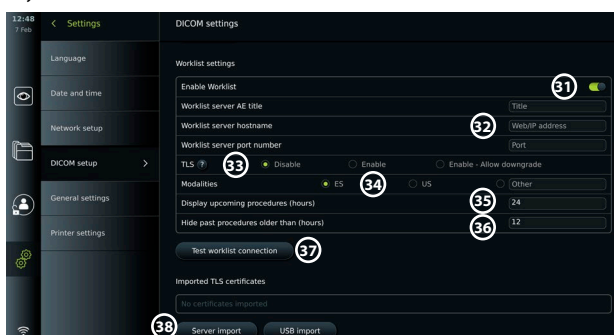 12:48
7 Feb
Settings
DICOM settings
Language
Date and time
Network setup
DICOM setup
General settings
Printer settings
Worklist settings
Enable Worklist 31
Worklist server AE title Title
Worklist server hostname 32 Web/IP address
Worklist server port number Port
TLS ? 33 Disable Enable Enable - Allow downgrade
Modalities ES 34 US Other
Display upcoming procedures (hours) 35 24
Hide past procedures older than (hours) 36 12
Test worklist connection 37
Imported TLS certificates
No certificates imported
38 Server import USB import